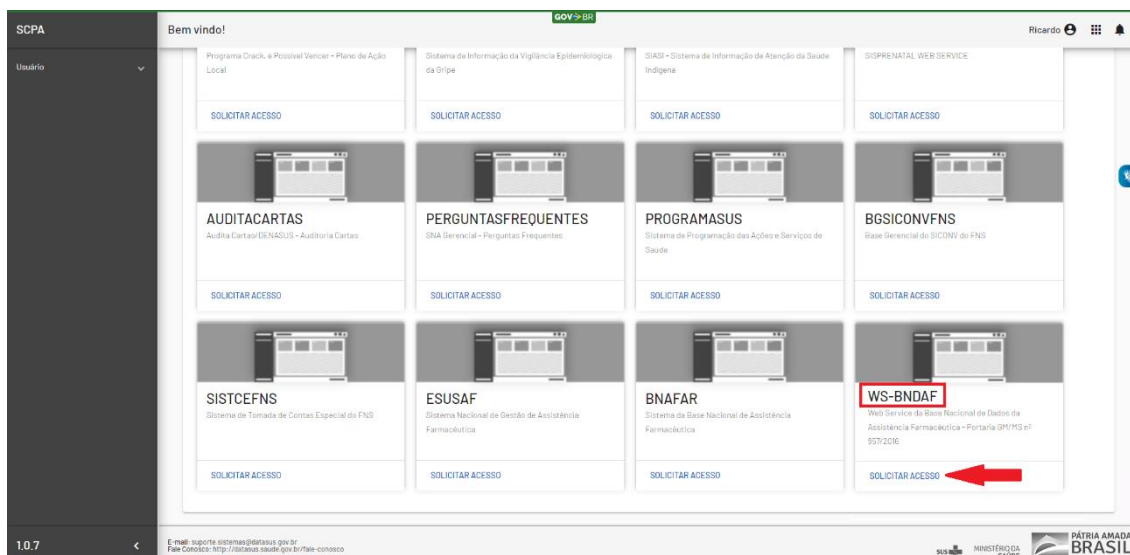 GOV BR
SCPA
Bem vindo!
Ricardo
Usuário
Programa Crack, e Possível Vencer - Plano de Ação
Local
SOLICITAR ACESSO
Sistema de Informação da Vigilância Epidemiologica
da Gripe
SOLICITAR ACESSO
SIASI - Sistema de Informação de Atenção da Saude
Indigena
SOLICITAR ACESSO
SISPRENATAL WEB SERVICE
SOLICITAR ACESSO
AUDITACARTAS
Audita Cartas/DENASUS - Auditoria Cartas
SOLICITAR ACESSO
PERGUNTASFREQUENTES
SNA Gerencial - Perguntas Frequentes
SOLICITAR ACESSO
PROGRAMASUS
Sistema de Programação das Ações e Serviços de
Saude
SOLICITAR ACESSO
BGSICONVFNS
Base Gerencial do SICONV do FNS
SOLICITAR ACESSO
SISTCEFNS
Sistema de Tomada de Contas Especial do FNS
SOLICITAR ACESSO
ESUSAF
Sistema Nacional de Gestão de Assistência
Farmacêutica
SOLICITAR ACESSO
BNAFAR
Sistema da Base Nacional de Assistência
Farmacêutica
SOLICITAR ACESSO
WS-BNDAF
Web Service da Base Nacional de Dados da
Assistência Farmacêutica - Portaria GM/MS nº
957/2016
SOLICITAR ACESSO
1.0.7
E-mail: suporte.sistemas@datasus.gov.br
Fale Conosco: http://datasus.saude.gov.br/fale-conosco
SUS
MINISTÉRIO DA
SAÚDE
PÁTRIA AMADA
BRASIL